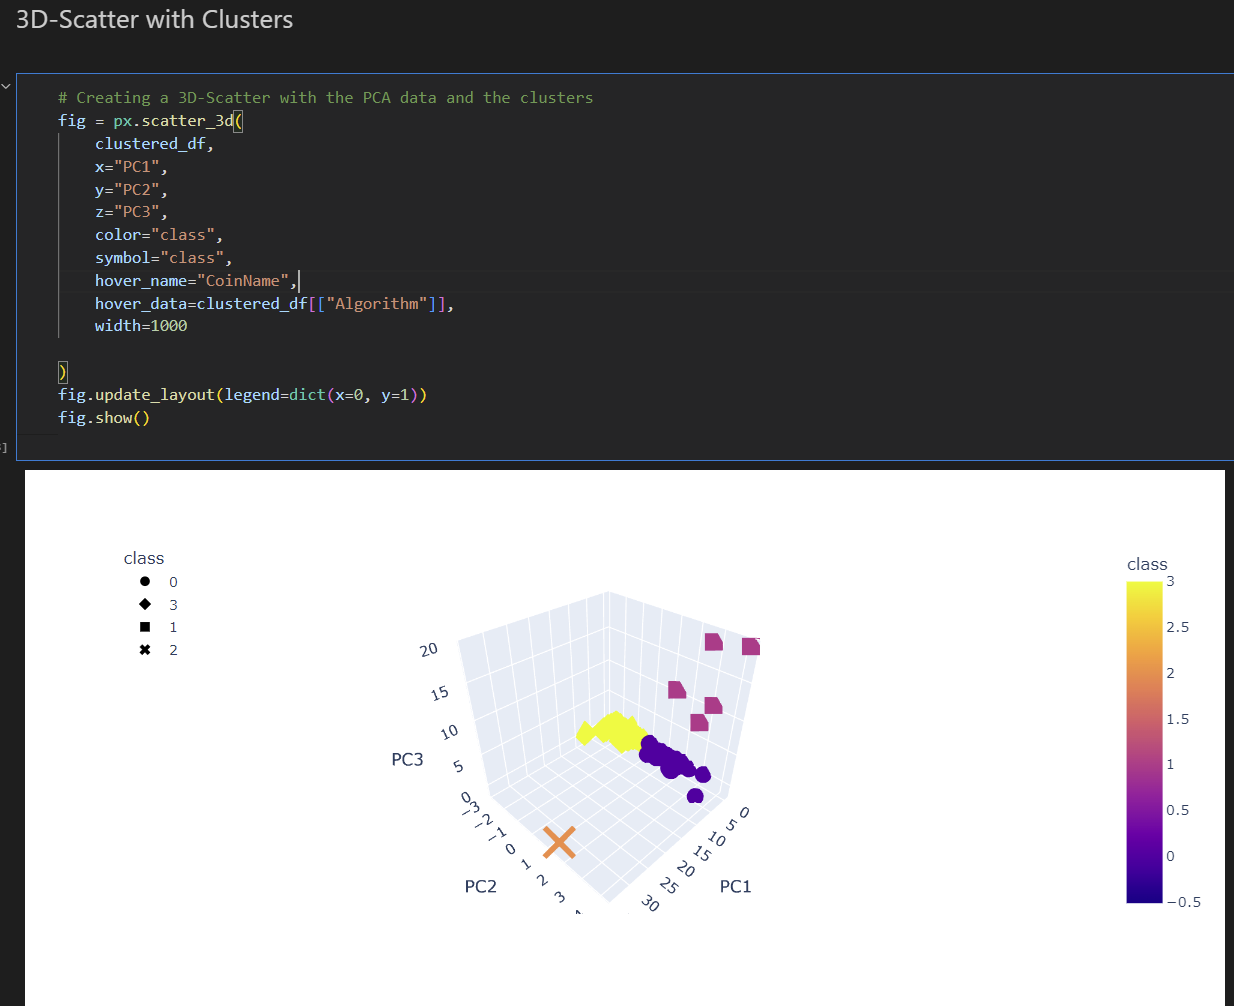 3D-Scatter with Clusters
# Creating a 3D-Scatter with the PCA data and the clusters
fig = px.scatter_3d(
clustered_df,
x="PC1",
y="PC2",
z="PC3",
color="class",
symbol="class",
hover_name="CoinName",
hover_data=clustered_df[["Algorithm"]],
width=1000
)
fig.update_layout(legend=dict(x=0, y=1))
fig.show()
]
class
0
3
1
2
20
15
10
5
0
PC3
−3
−2
−1
0
1
2
3
PC2
0
5
10
15
20
25
30
PC1
class
3
2.5
2
1.5
1
0.5
0
−0.5